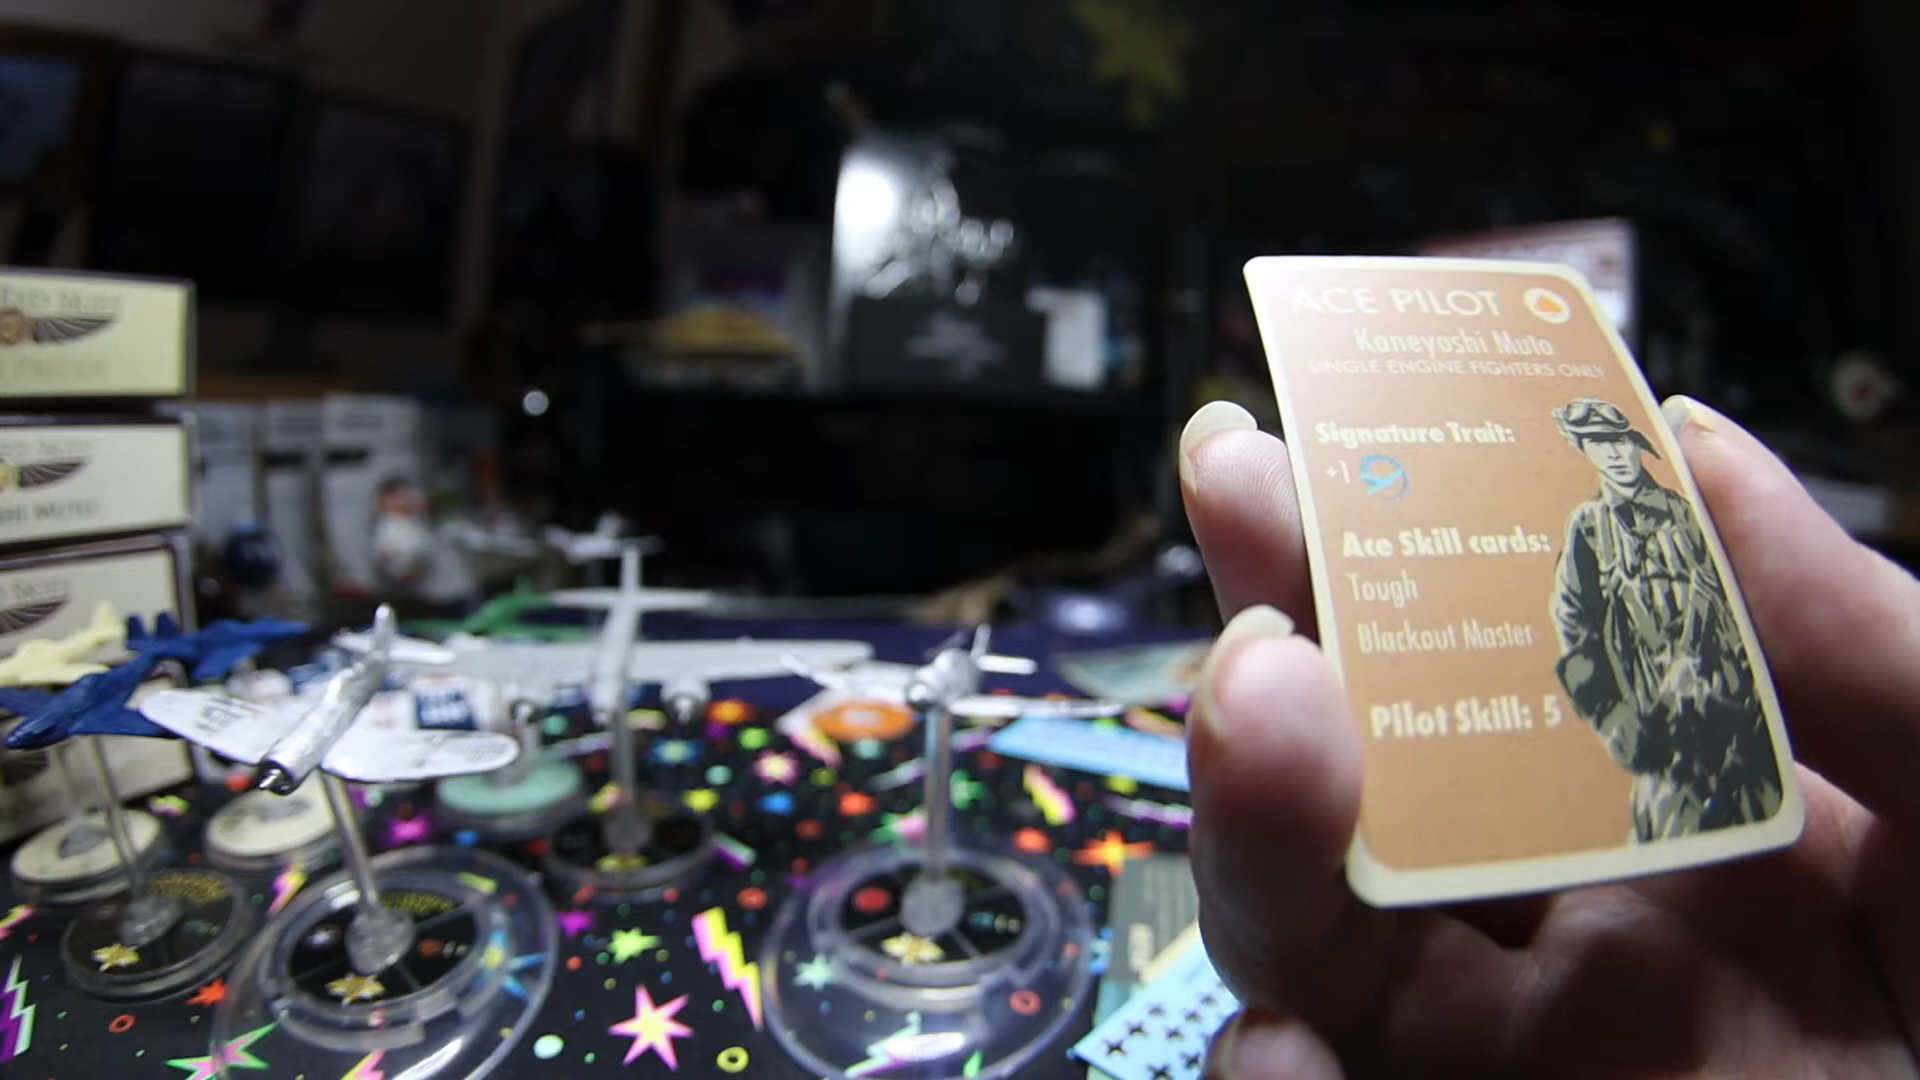 ACE PILOT
Kaneyoshi Muto
SINGLE ENGINE FIGHTERS ONLY
Signature Trait:
+1
Ace Skill cards:
Tough
Blackout Master
Pilot Skill: 5